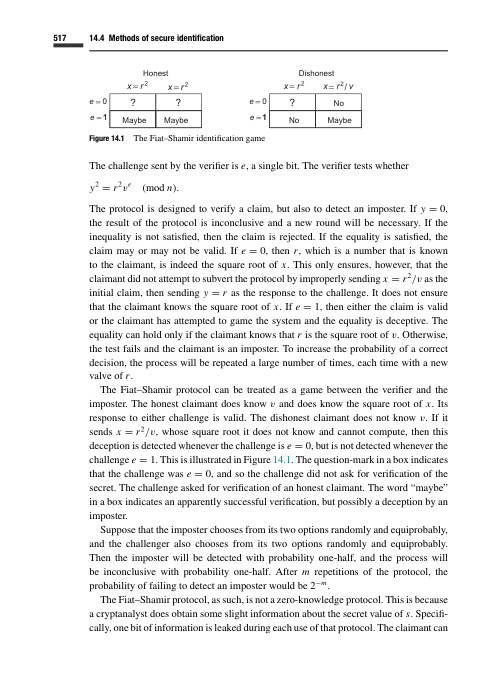 517 14.4 Methods of secure identification
Honest Dishonest
x = r² x = r² x = r² x = r² / v
e = 0 ? ? e = 0 ? No
e = 1 Maybe Maybe e = 1 No Maybe
Figure 14.1 The Fiat–Shamir identification game
The challenge sent by the verifier is e, a single bit. The verifier tests whether
y² = r²vᵉ (mod n).
The protocol is designed to verify a claim, but also to detect an imposter. If y = 0,
the result of the protocol is inconclusive and a new round will be necessary. If the
inequality is not satisfied, then the claim is rejected. If the equality is satisfied, the
claim may or may not be valid. If e = 0, then r, which is a number that is known
to the claimant, is indeed the square root of x. This only ensures, however, that the
claimant did not attempt to subvert the protocol by improperly sending x = r²/v as the
initial claim, then sending y = r as the response to the challenge. It does not ensure
that the claimant knows the square root of x. If e = 1, then either the claim is valid
or the claimant has attempted to game the system and the equality is deceptive. The
equality can hold only if the claimant knows that r is the square root of v. Otherwise,
the test fails and the claimant is an imposter. To increase the probability of a correct
decision, the process will be repeated a large number of times, each time with a new
valve of r.
The Fiat–Shamir protocol can be treated as a game between the verifier and the
imposter. The honest claimant does know v and does know the square root of x. Its
response to either challenge is valid. The dishonest claimant does not know v. If it
sends x = r²/v, whose square root it does not know and cannot compute, then this
deception is detected whenever the challenge is e = 0, but is not detected whenever the
challenge e = 1. This is illustrated in Figure 14.1. The question-mark in a box indicates
that the challenge was e = 0, and so the challenge did not ask for verification of the
secret. The challenge asked for verification of an honest claimant. The word “maybe”
in a box indicates an apparently successful verification, but possibly a deception by an
imposter.
Suppose that the imposter chooses from its two options randomly and equiprobably,
and the challenger also chooses from its two options randomly and equiprobably.
Then the imposter will be detected with probability one-half, and the process will
be inconclusive with probability one-half. After m repetitions of the protocol, the
probability of failing to detect an imposter would be 2⁻ᵐ.
The Fiat–Shamir protocol, as such, is not a zero-knowledge protocol. This is because
a cryptanalyst does obtain some slight information about the secret value of s. Specifi-
cally, one bit of information is leaked during each use of that protocol. The claimant can